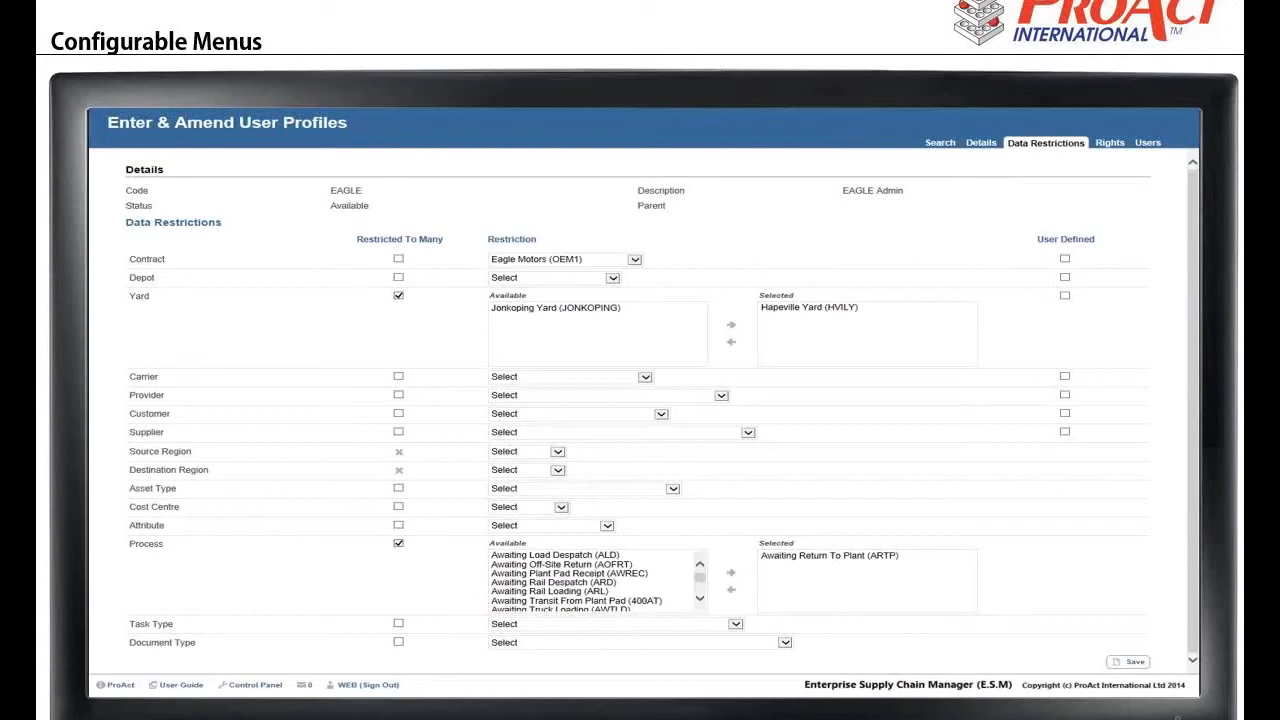 PROACT
INTERNATIONAL TM
Configurable Menus
Enter & Amend User Profiles
Search Details Data Restrictions Rights Users
Details
Code EAGLE Description EAGLE Admin
Status Available Parent
Data Restrictions
Restricted To Many Restriction User Defined
Contract Eagle Motors (OEM1)
Depot Select
Yard Available Selected
Jonkoping Yard (JONKOPING) Hapeville Yard (HVILY)
Carrier Select
Provider Select
Customer Select
Supplier Select
Source Region Select
Destination Region Select
Asset Type Select
Cost Centre Select
Attribute Select
Process Available Selected
Awaiting Load Despatch (ALD) Awaiting Return To Plant (ARTP)
Awaiting Off-Site Return (AOFRT)
Awaiting Plant Pad Receipt (AWREC)
Awaiting Rail Despatch (ARD)
Awaiting Rail Loading (ARL)
Awaiting Transit From Plant Pad (400AT)
Awaiting Truck Loading (AWTLD)
Task Type Select
Document Type Select
Save
ProAct User Guide Control Panel 0 WEB (Sign Out) Enterprise Supply Chain Manager (E.S.M) Copyright (c) ProAct International Ltd 2014